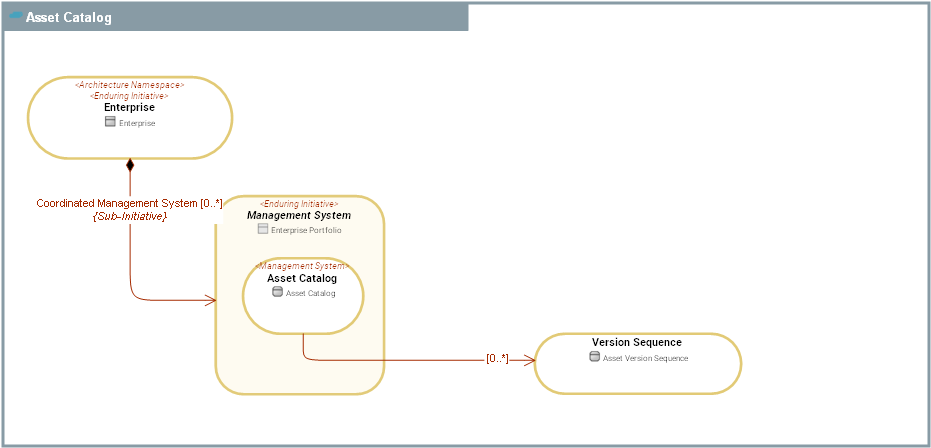 Asset Catalog
<Architecture Namespace>
<Enduring Initiative>
Enterprise
Enterprise
Coordinated Management System [0..*]
{Sub-Initiative}
<Enduring Initiative>
Management System
Enterprise Portfolio
<Management System>
Asset Catalog
Asset Catalog
[0..*]
Version Sequence
Asset Version Sequence